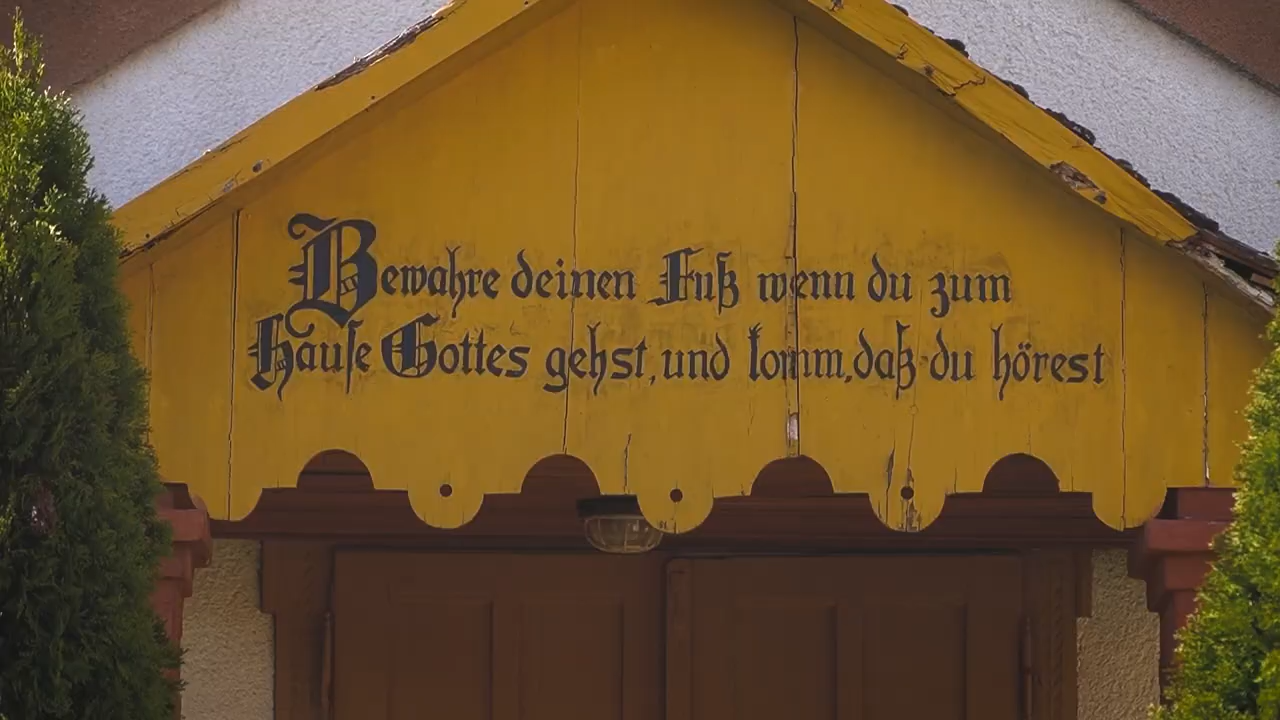 Bewahre deinen Fuß wenn du zum
Hause Gottes gehst, und komm, daß du hörest